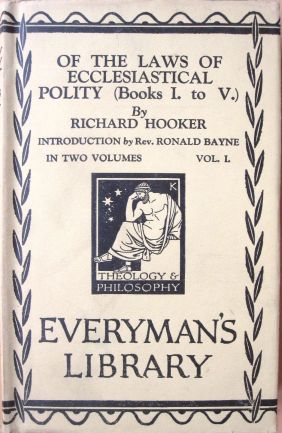 OF THE LAWS OF
ECCLESIASTICAL
POLITY (Books I. to V.)
By
RICHARD HOOKER
INTRODUCTION by Rev. RONALD BAYNE
IN TWO VOLUMES VOL. I.
K
THEOLOGY &
PHILOSOPHY
EVERYMAN'S
LIBRARY